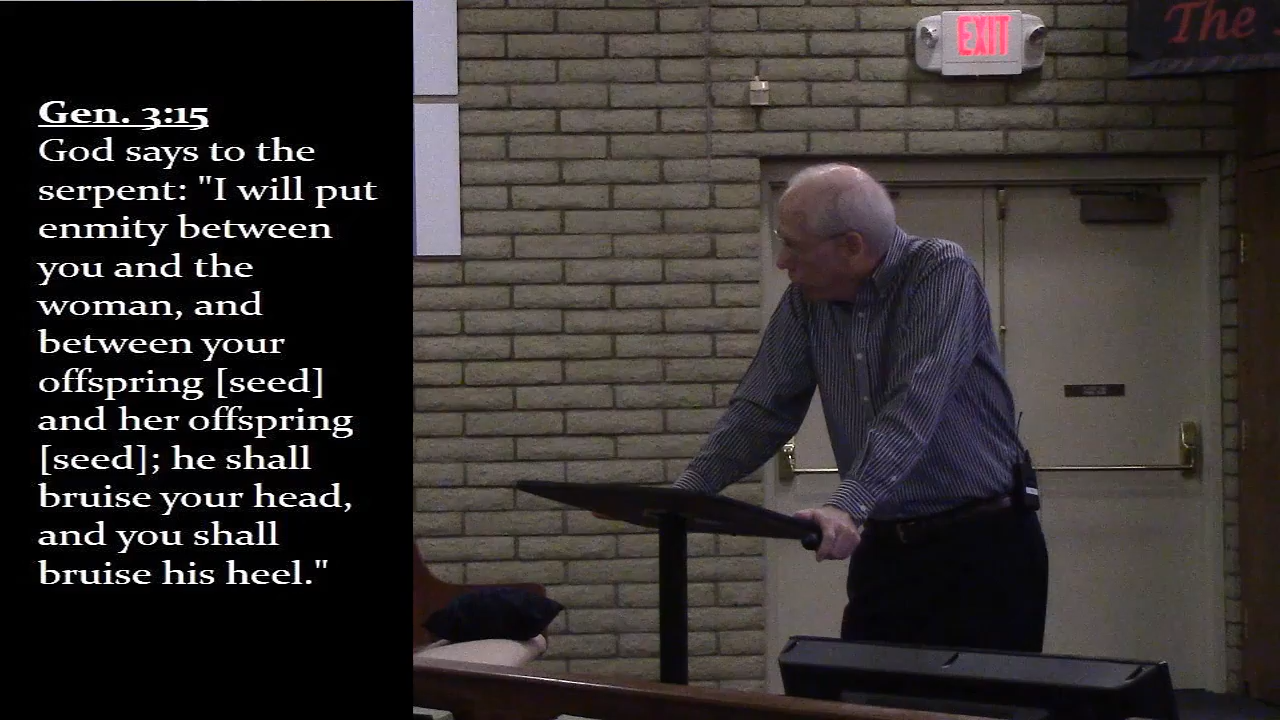 Gen. 3:15
God says to the
serpent: "I will put
enmity between
you and the
woman, and
between your
offspring [seed]
and her offspring
[seed]; he shall
bruise your head,
and you shall
bruise his heel."
EXIT
The